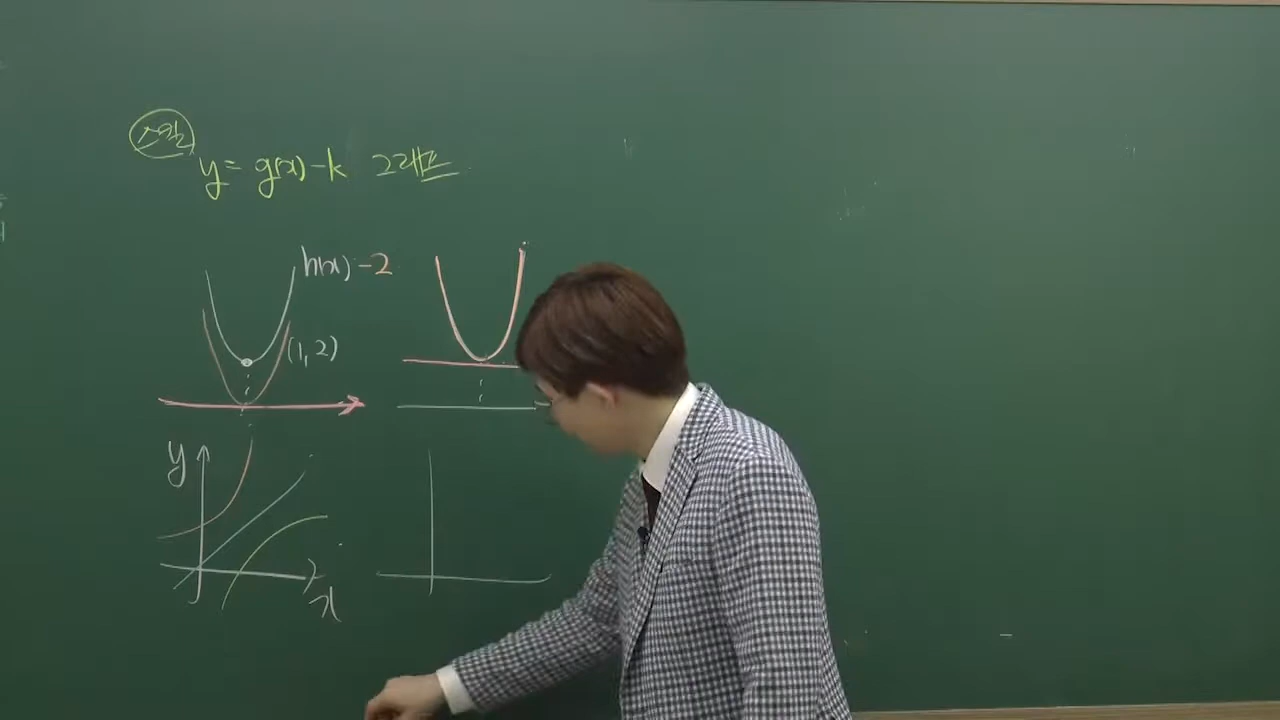 스킬
y= g(x)-k 그래프
h(x)-2
(1, 2)
y
x